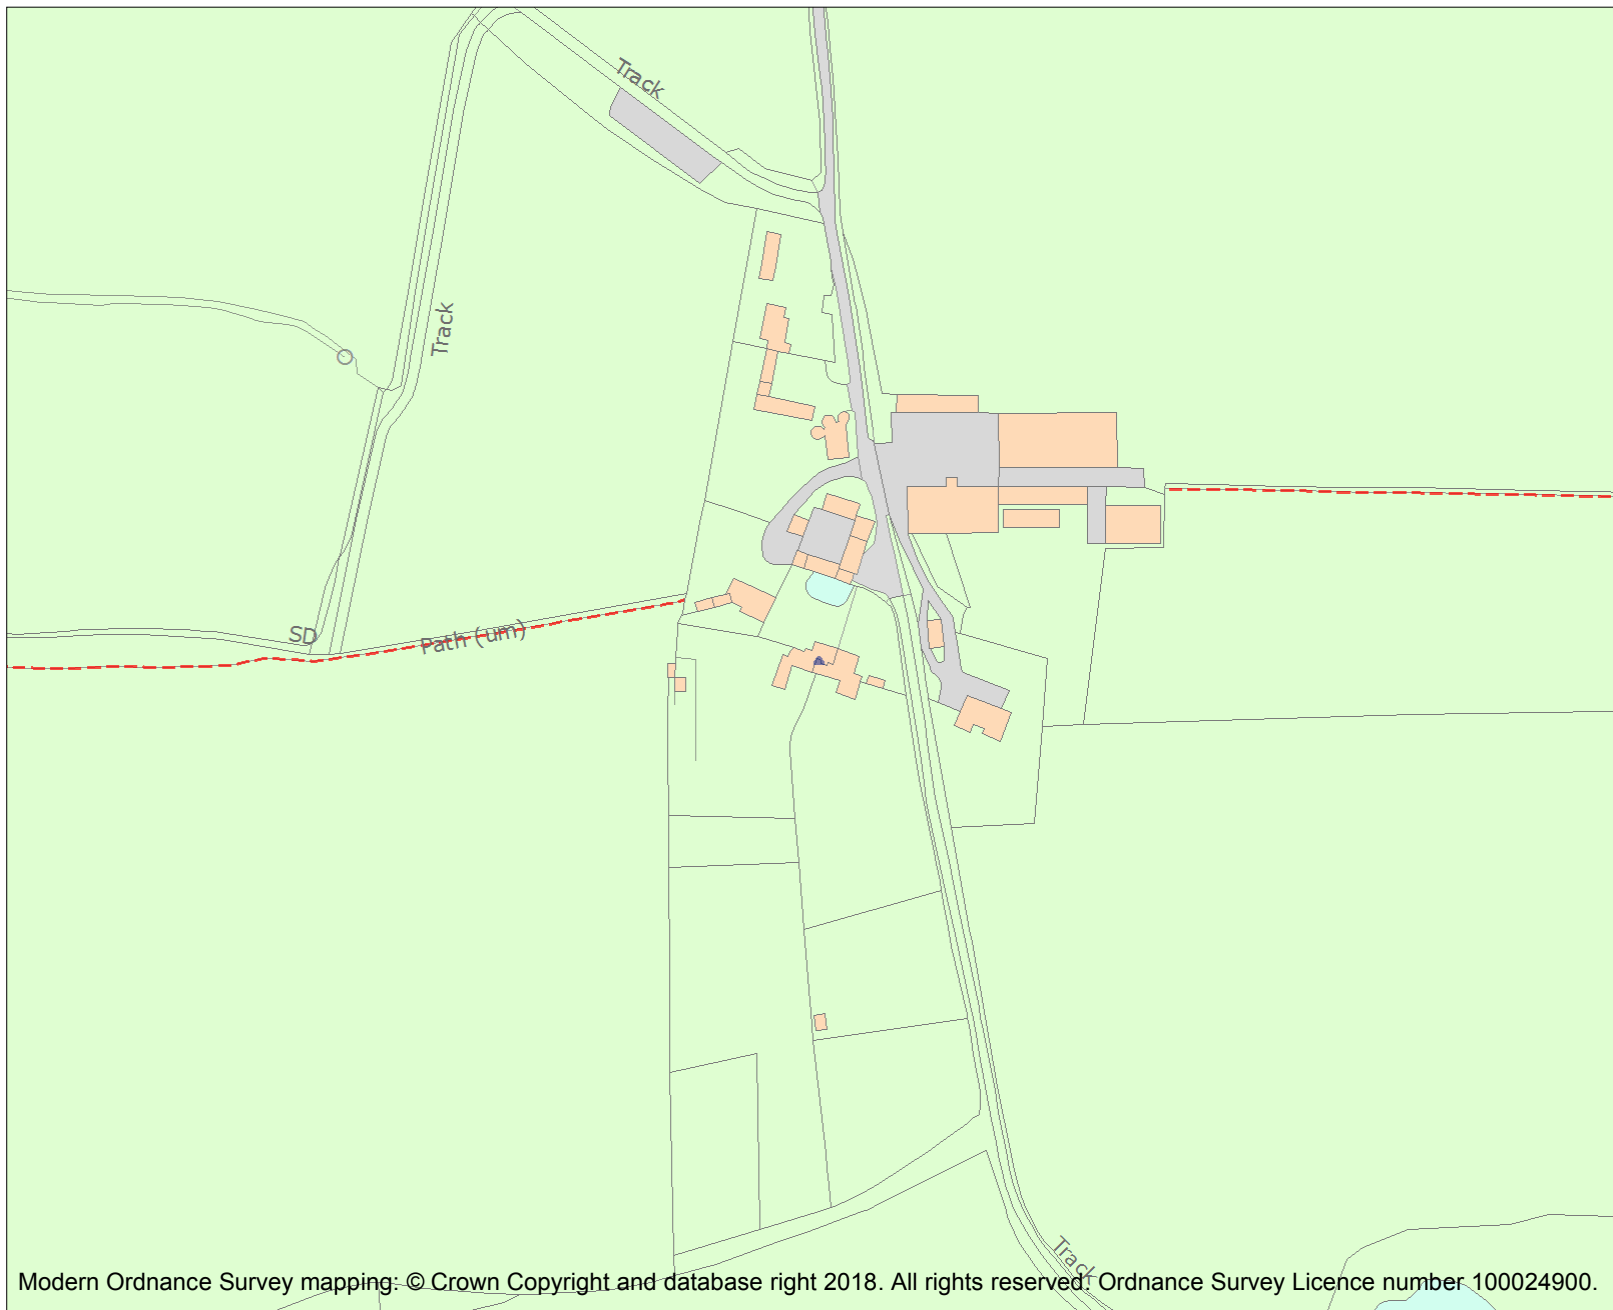 Track
Track
SD
Path (um)
Track
Modern Ordnance Survey mapping: © Crown Copyright and database right 2018. All rights reserved. Ordnance Survey Licence number 100024900.